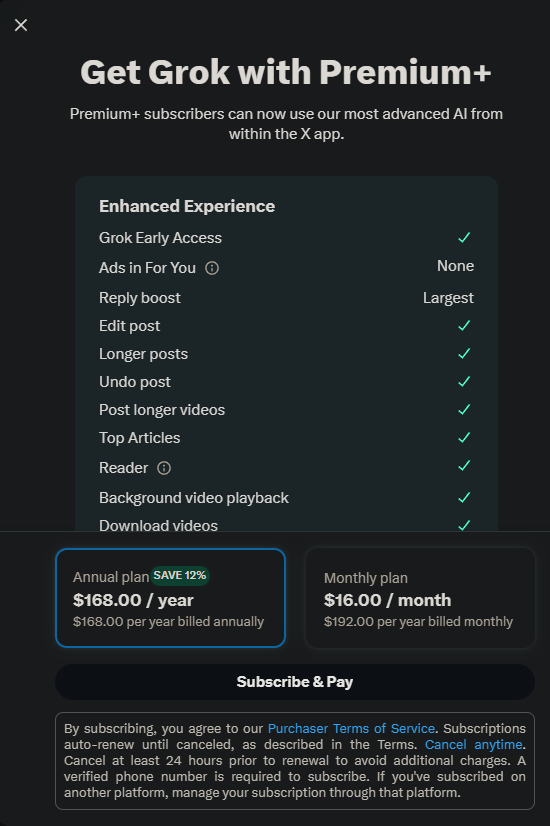 Get Grok with Premium+
Premium+ subscribers can now use our most advanced AI from
within the X app.
Enhanced Experience
Grok Early Access
Ads in For You None
Reply boost Largest
Edit post
Longer posts
Undo post
Post longer videos
Top Articles
Reader
Background video playback
Download videos
Annual plan SAVE 12%
$168.00 / year
$168.00 per year billed annually
Monthly plan
$16.00 / month
$192.00 per year billed monthly
Subscribe & Pay
By subscribing, you agree to our Purchaser Terms of Service. Subscriptions
auto-renew until canceled, as described in the Terms. Cancel anytime.
Cancel at least 24 hours prior to renewal to avoid additional charges. A
verified phone number is required to subscribe. If you've subscribed on
another platform, manage your subscription through that platform.